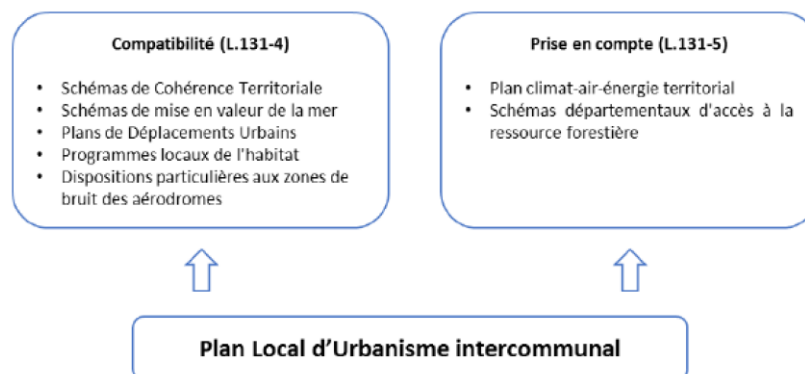 Compatibilité (L.131-4)
• Schémas de Cohérence Territoriale
• Schémas de mise en valeur de la mer
• Plans de Déplacements Urbains
• Programmes locaux de l'habitat
• Dispositions particulières aux zones de
bruit des aérodromes
Prise en compte (L.131-5)
• Plan climat-air-énergie territorial
• Schémas départementaux d'accès à la
ressource forestière
Plan Local d'Urbanisme intercommunal